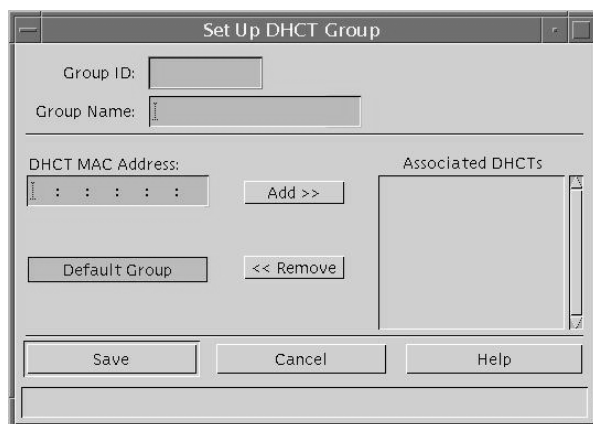 Set Up DHCT Group
Group ID:
Group Name:
DHCT MAC Address:
: : : : :
Add >>
Associated DHCTs
Default Group
<< Remove
Save
Cancel
Help